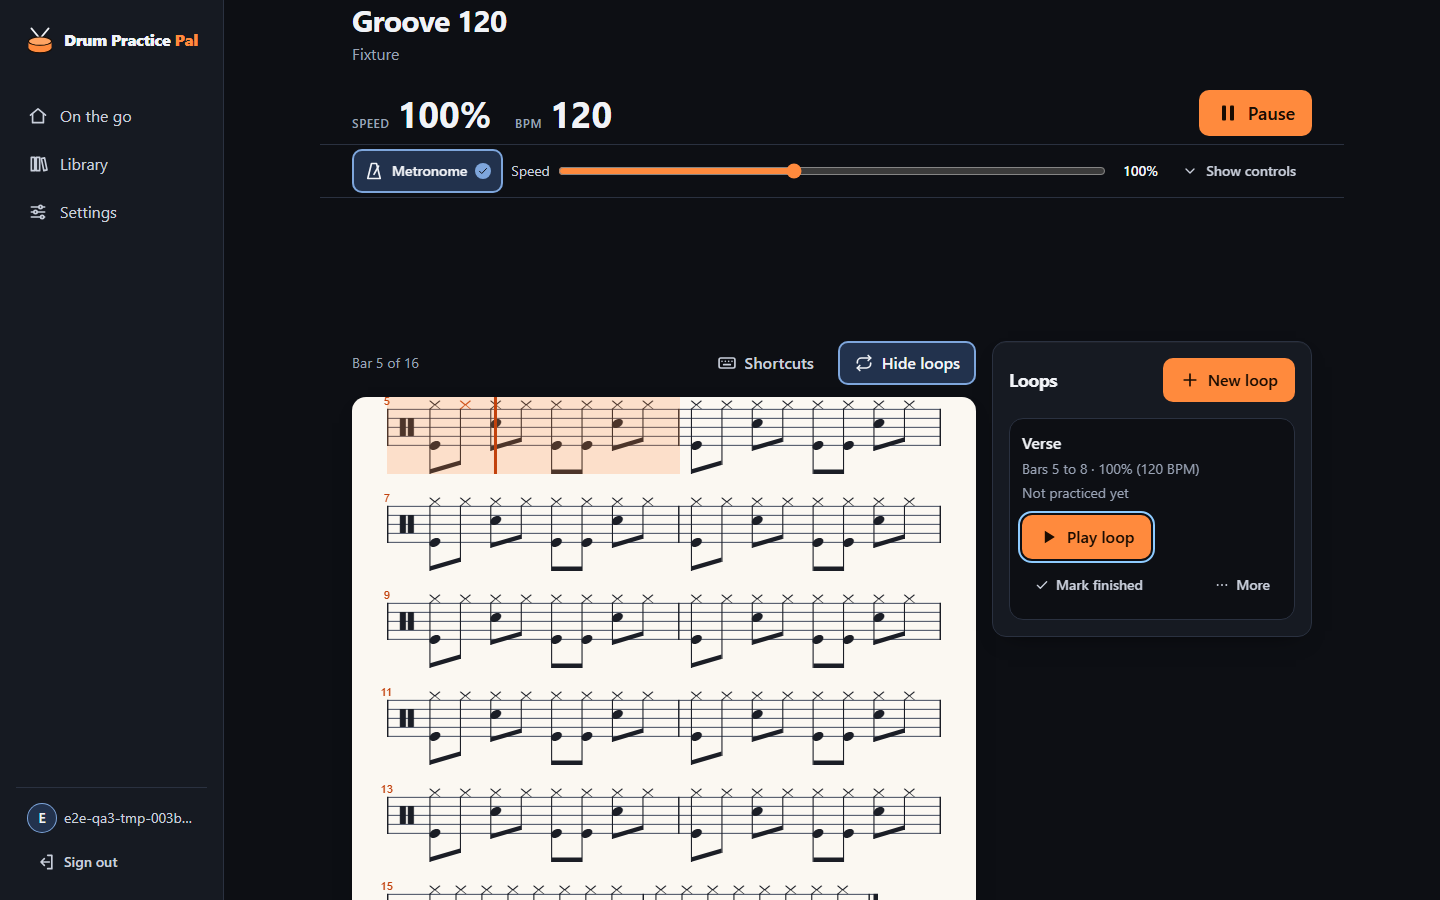 Drum Practice Pal
On the go
Library
Settings
E
e2e-qa3-tmp-003b...
Sign out
Groove 120
Fixture
SPEED 100% BPM 120
Pause
Metronome
Speed
100%
Show controls
Bar 5 of 16
Shortcuts
Hide loops
5
7
9
11
13
15
Loops
New loop
Verse
Bars 5 to 8 · 100% (120 BPM)
Not practiced yet
Play loop
Mark finished
More